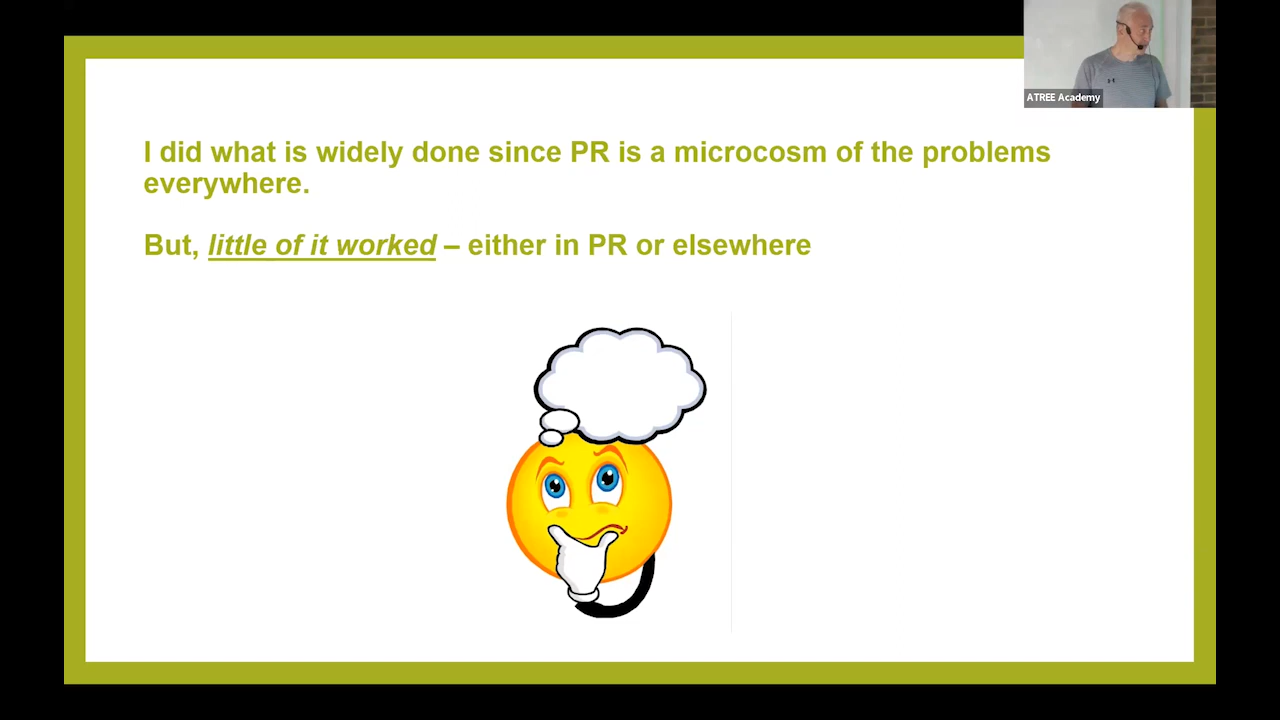 ATREE Academy
I did what is widely done since PR is a microcosm of the problems
everywhere.
But, little of it worked – either in PR or elsewhere